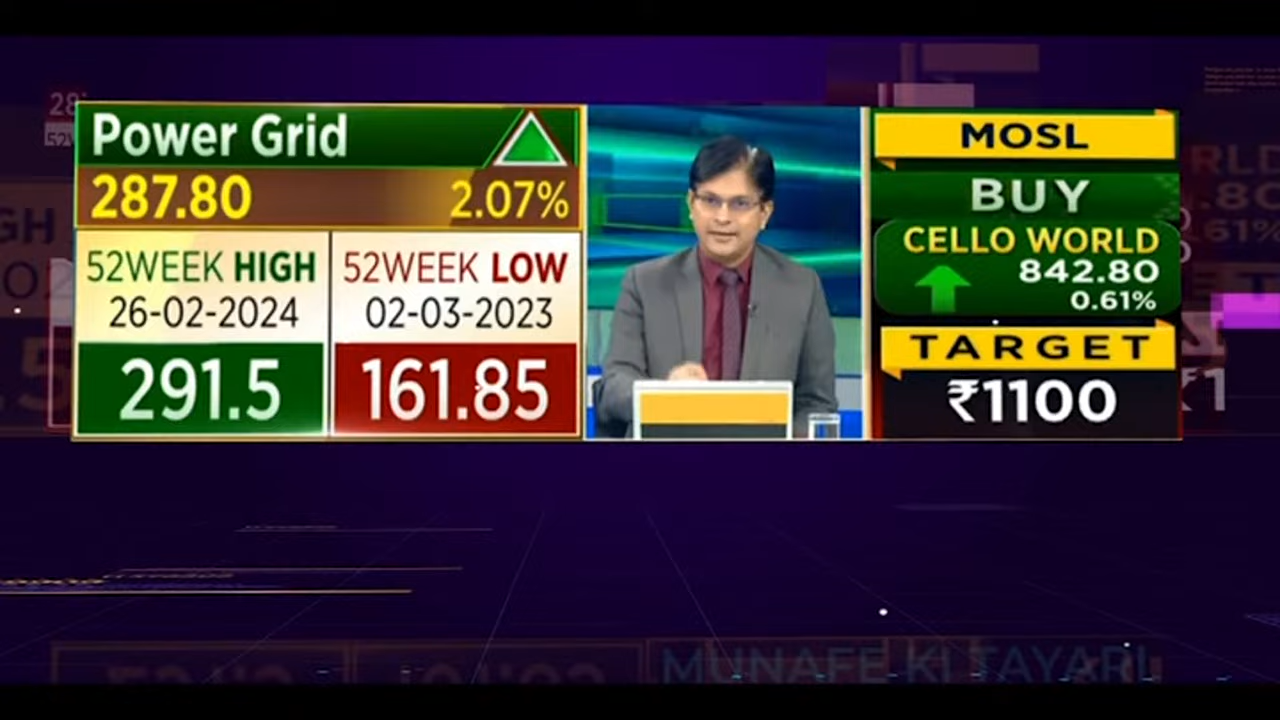 Power Grid
287.80 2.07%
52WEEK HIGH
26-02-2024
291.5
52WEEK LOW
02-03-2023
161.85
MOSL
BUY
CELLO WORLD
842.80
0.61%
TARGET
₹1100
MUNAFE KI TAYARI